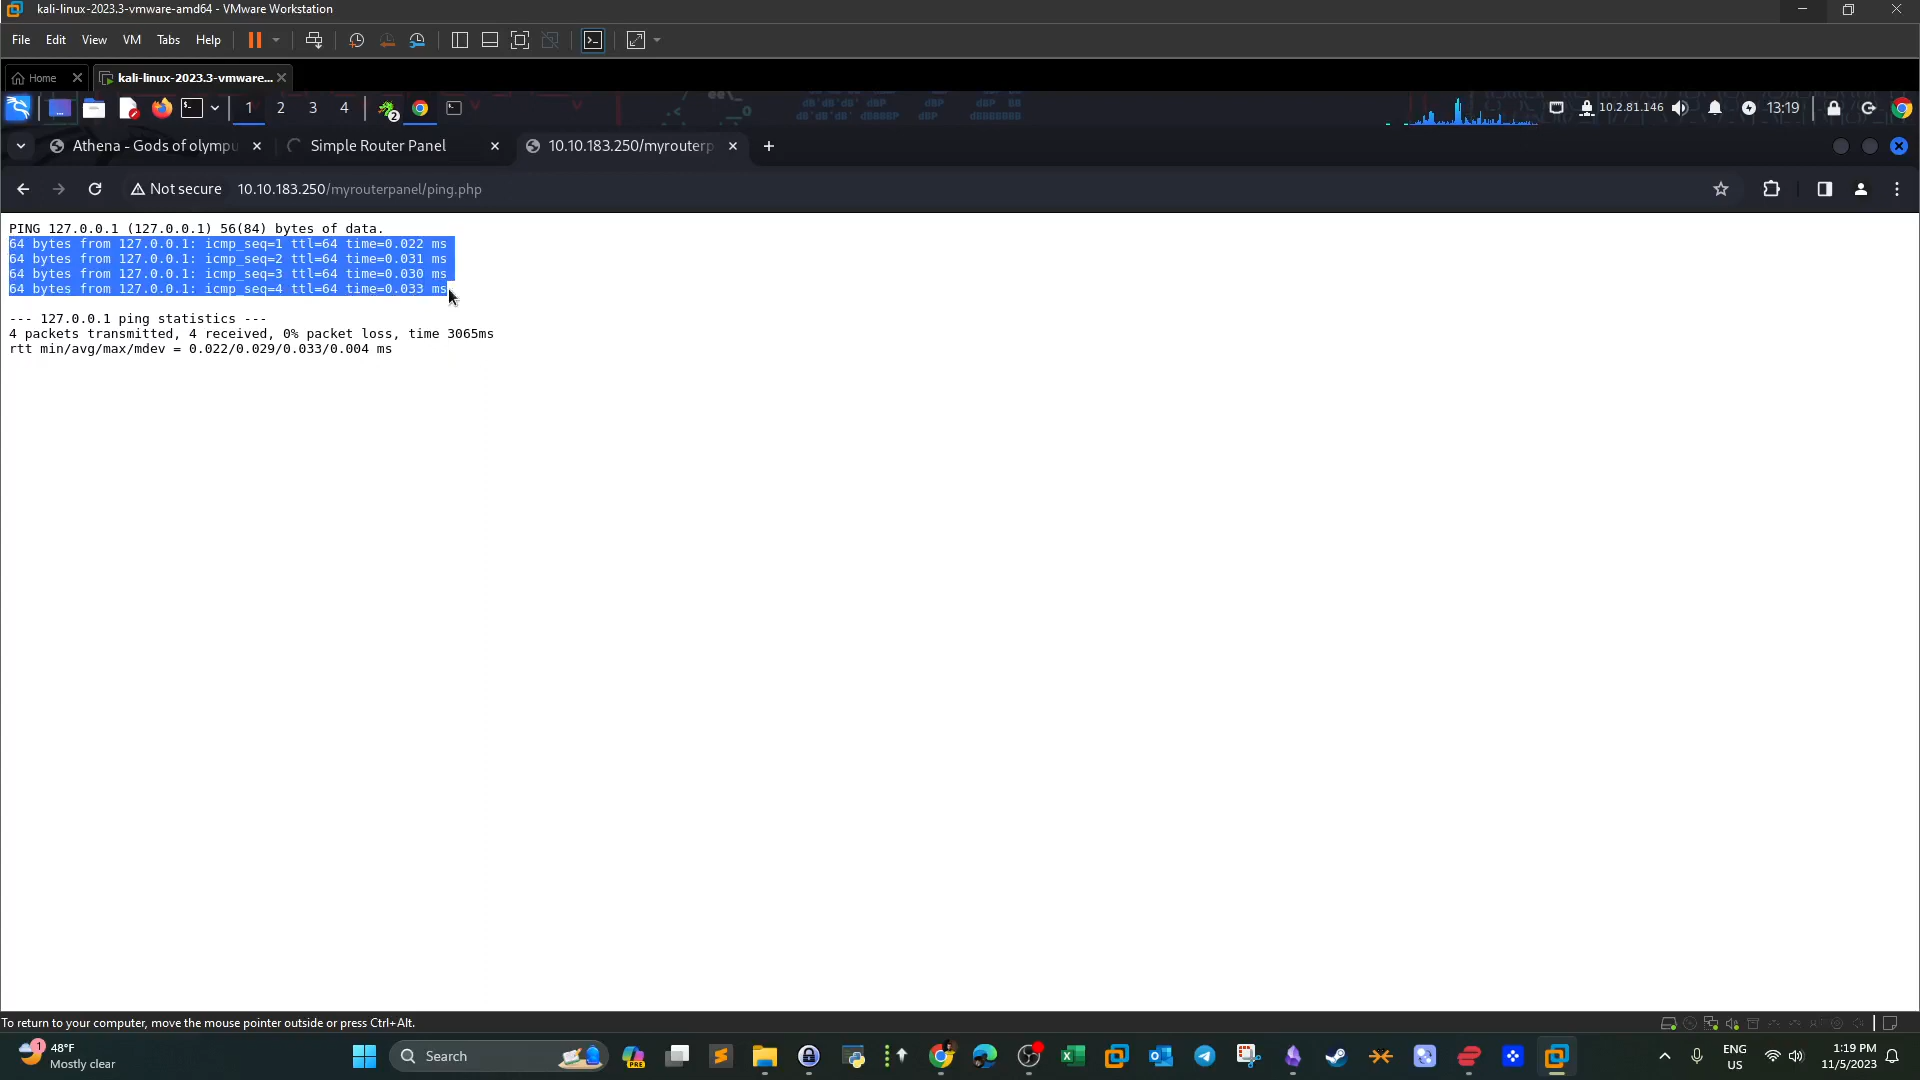 kali-linux-2023.3-vmware-amd64 - VMware Workstation
File Edit View VM Tabs Help
Home kali-linux-2023.3-vmware...
1 2 3 4 2 10.2.81.146 13:19
Athena - Gods of olympu Simple Router Panel 10.10.183.250/myrouterp
Not secure 10.10.183.250/myrouterpanel/ping.php
PING 127.0.0.1 (127.0.0.1) 56(84) bytes of data.
64 bytes from 127.0.0.1: icmp_seq=1 ttl=64 time=0.022 ms
64 bytes from 127.0.0.1: icmp_seq=2 ttl=64 time=0.031 ms
64 bytes from 127.0.0.1: icmp_seq=3 ttl=64 time=0.030 ms
64 bytes from 127.0.0.1: icmp_seq=4 ttl=64 time=0.033 ms
--- 127.0.0.1 ping statistics ---
4 packets transmitted, 4 received, 0% packet loss, time 3065ms
rtt min/avg/max/mdev = 0.022/0.029/0.033/0.004 ms
To return to your computer, move the mouse pointer outside or press Ctrl+Alt.
1 48°F
Mostly clear
Search
PRE
ENG
US
1:19 PM
11/5/2023